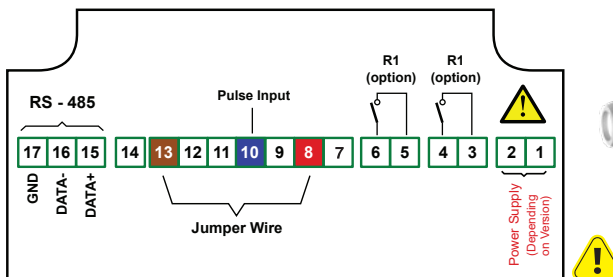 R1
(option)
R1
(option)
RS - 485
Pulse Input
17 16 15 14 13 12 11 10 9 8 7 6 5 4 3 2 1
GND
DATA-
DATA+
Jumper Wire
Power Supply
(Depending
on Version)